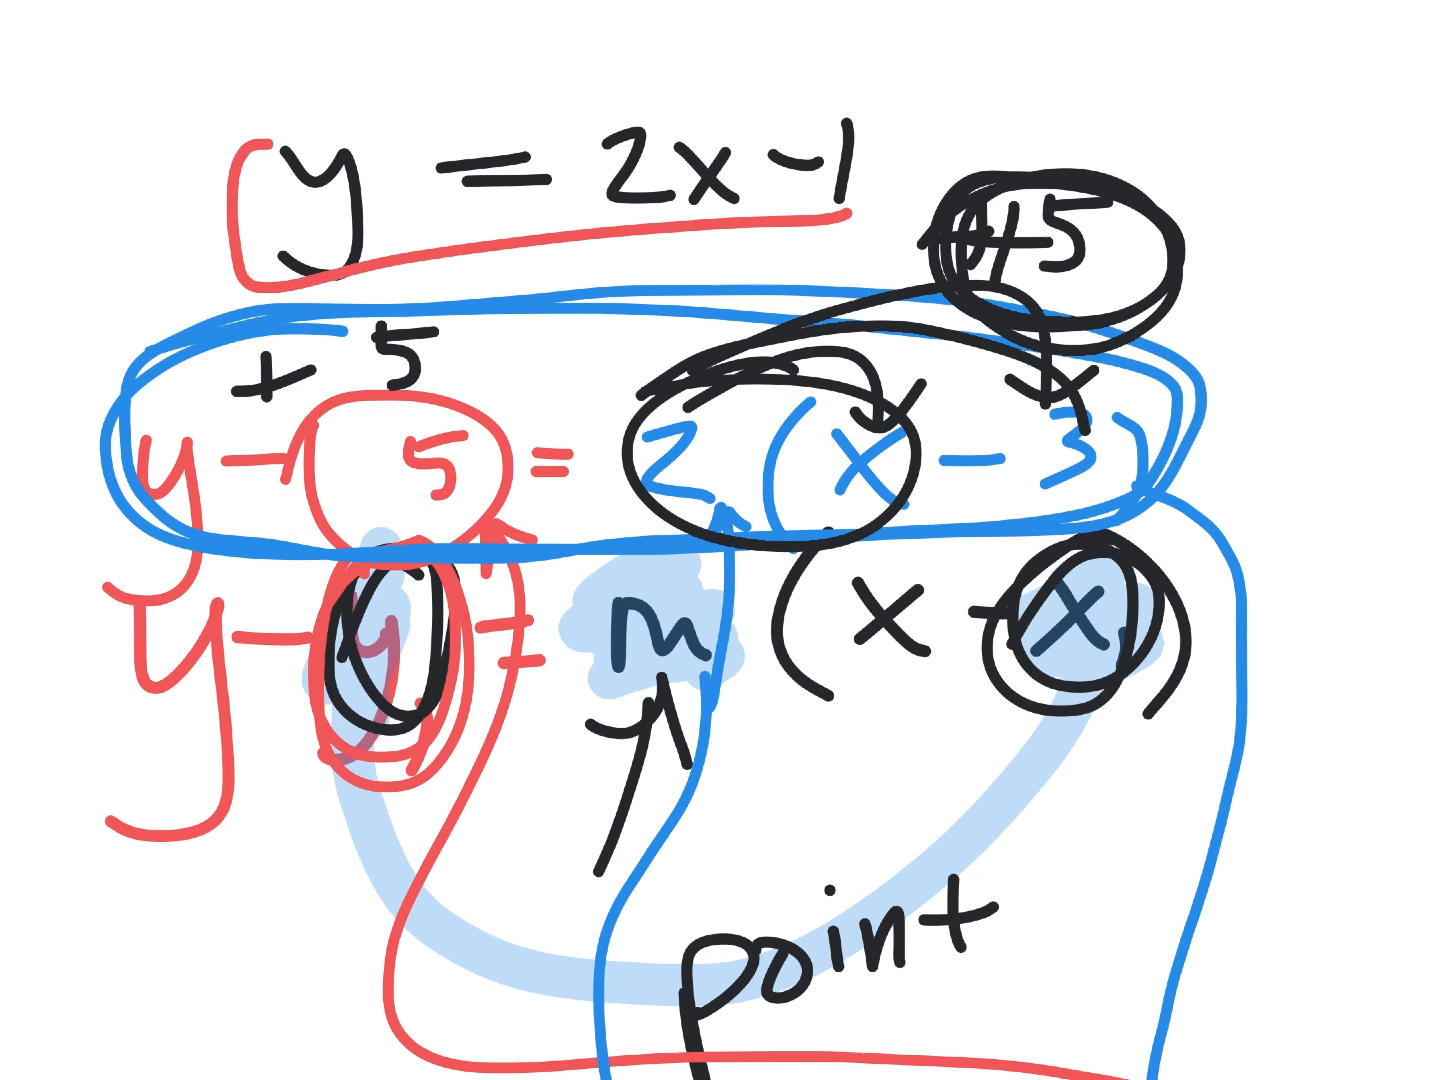 y = 2x - 1
+ 5 + 5
y - 5 = 2 (x - 3)
y - y = m (x - x)
point